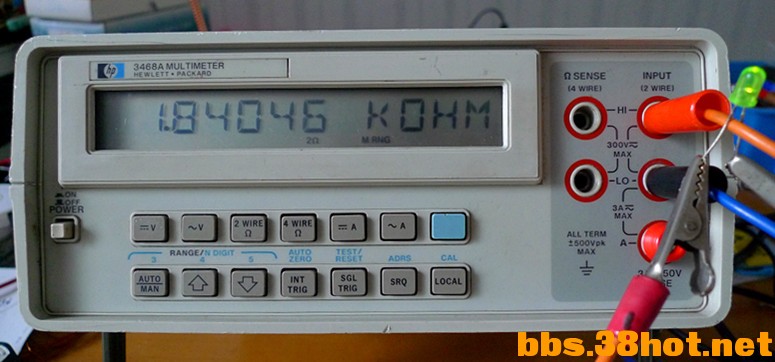 hp 3468A MULTIMETER
HEWLETT • PACKARD
1.84046 KOHM
2Ω M RNG
Ω SENSE
(4 WIRE)
INPUT
(2 WIRE)
HI
300V
MAX
LO
3A
MAX
A
ALL TERM
±500Vpk
MAX
ON
OFF
POWER
V
~V
2 WIRE
Ω
4 WIRE
Ω
A
~A
RANGE/N DIGIT
3 4 5
AUTO
ZERO
TEST/
RESET
ADRS
CAL
AUTO
MAN
INT
TRIG
SGL
TRIG
SRQ
LOCAL
bbs.38hot.net